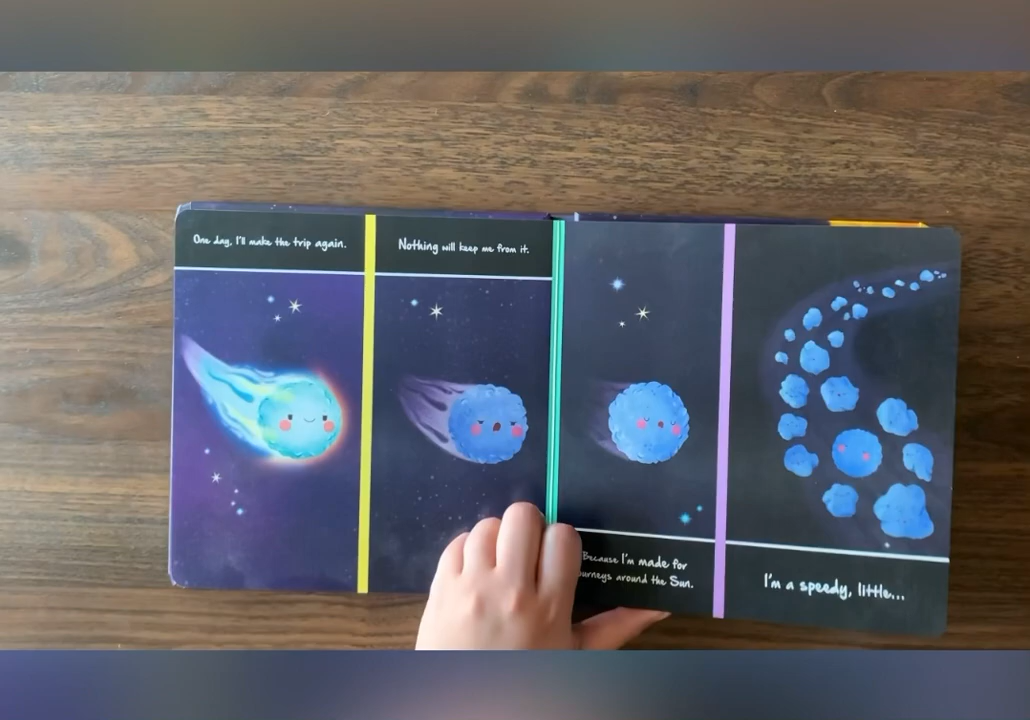 One day, I'll make the trip again.
Nothing will keep me from it.
Because I'm made for
journeys around the Sun.
I'm a speedy, little...